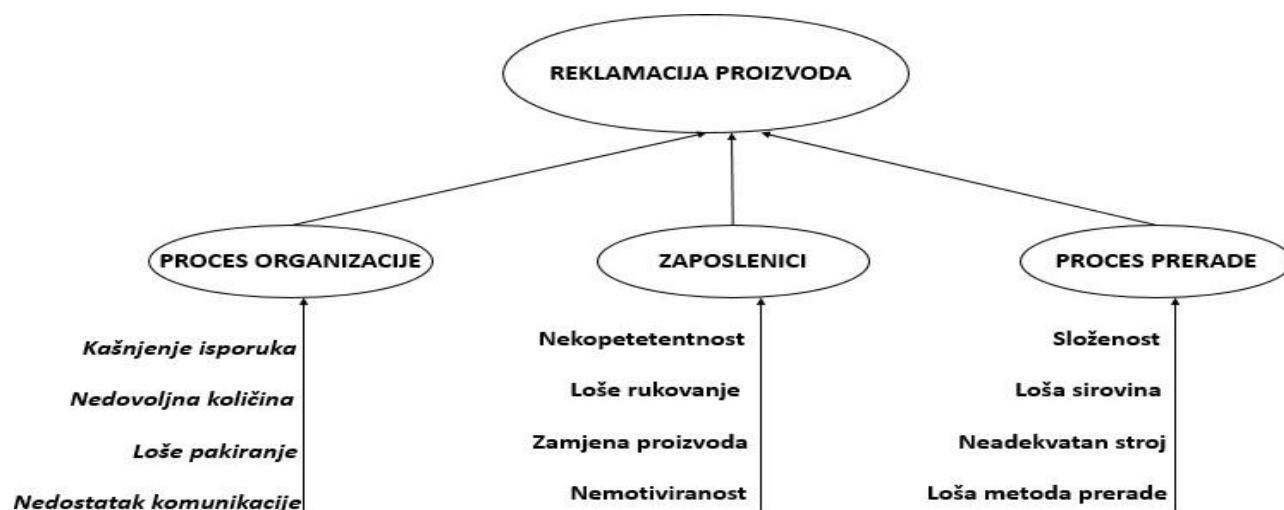 REKLAMACIJA PROIZVODA
PROCES ORGANIZACIJE
ZAPOSLENICI
PROCES PRERADE
Kašnjenje isporuka
Nedovoljna količina
Loše pakiranje
Nedostatak komunikacije
Nekopetetentnost
Loše rukovanje
Zamjena proizvoda
Nemotiviranost
Složenost
Loša sirovina
Neadekvatan stroj
Loša metoda prerade